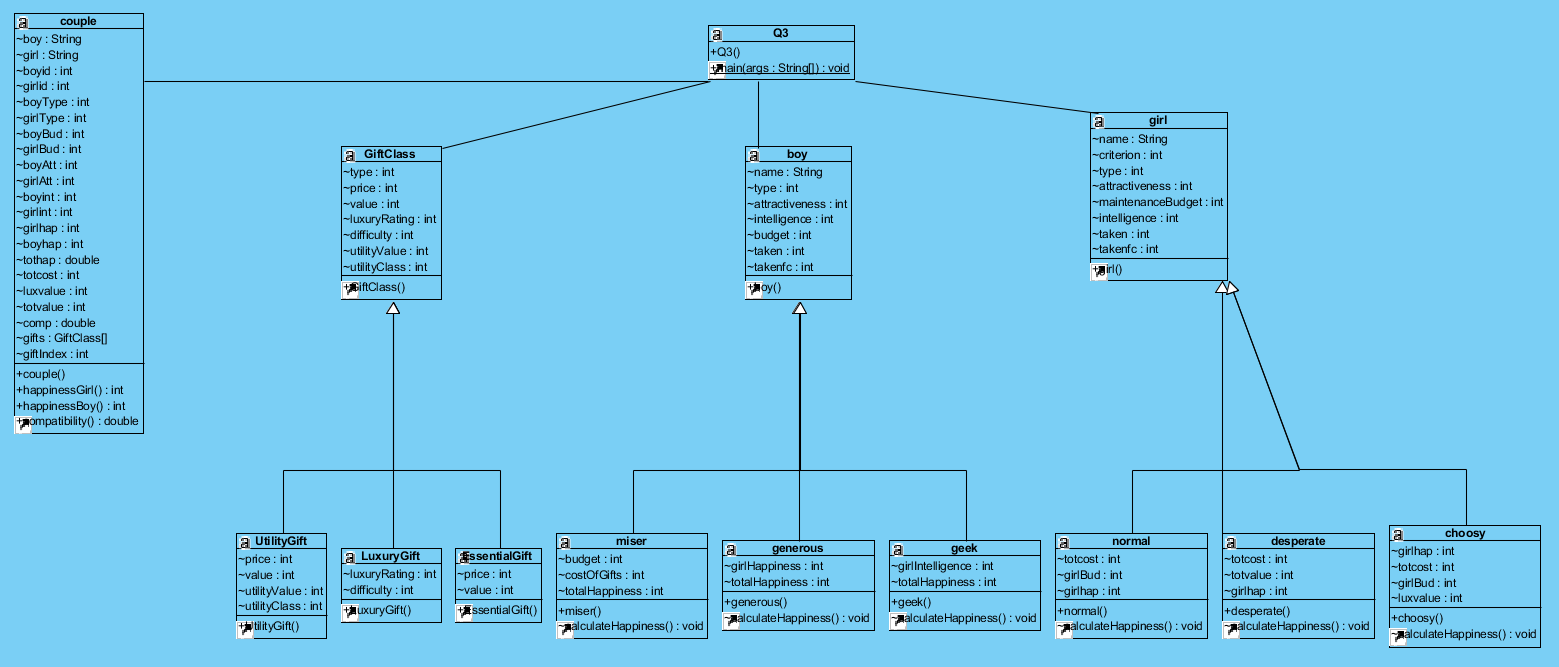 couple
~boy : String
~girl : String
~boyid : int
~girlid : int
~boyType : int
~girlType : int
~boyBud : int
~girlBud : int
~boyAtt : int
~girlAtt : int
~boyint : int
~girlint : int
~girlhap : int
~boyhap : int
~tothap : double
~totcost : int
~luxvalue : int
~totvalue : int
~comp : double
~gifts : GiftClass[]
~giftIndex : int
+couple()
+happinessGirl() : int
+happinessBoy() : int
+compatibility() : double
Q3
+Q3()
+main(args : String[]) : void
GiftClass
~type : int
~price : int
~value : int
~luxuryRating : int
~difficulty : int
~utilityValue : int
~utilityClass : int
+GiftClass()
boy
~name : String
~type : int
~attractiveness : int
~intelligence : int
~budget : int
~taken : int
~takenfc : int
+boy()
girl
~name : String
~criterion : int
~type : int
~attractiveness : int
~maintenanceBudget : int
~intelligence : int
~taken : int
~takenfc : int
+girl()
UtilityGift
~price : int
~value : int
~utilityValue : int
~utilityClass : int
+UtilityGift()
LuxuryGift
~luxuryRating : int
~difficulty : int
+LuxuryGift()
EssentialGift
~price : int
~value : int
+EssentialGift()
miser
~budget : int
~costOfGifts : int
~totalHappiness : int
+miser()
~calculateHappiness() : void
generous
~girlHappiness : int
~totalHappiness : int
+generous()
~calculateHappiness() : void
geek
~girlIntelligence : int
~totalHappiness : int
+geek()
~calculateHappiness() : void
normal
~totcost : int
~girlBud : int
~girlhap : int
+normal()
~calculateHappiness() : void
desperate
~totcost : int
~totvalue : int
~girlhap : int
+desperate()
~calculateHappiness() : void
choosy
~girlhap : int
~totcost : int
~girlBud : int
~luxvalue : int
+choosy()
~calculateHappiness() : void